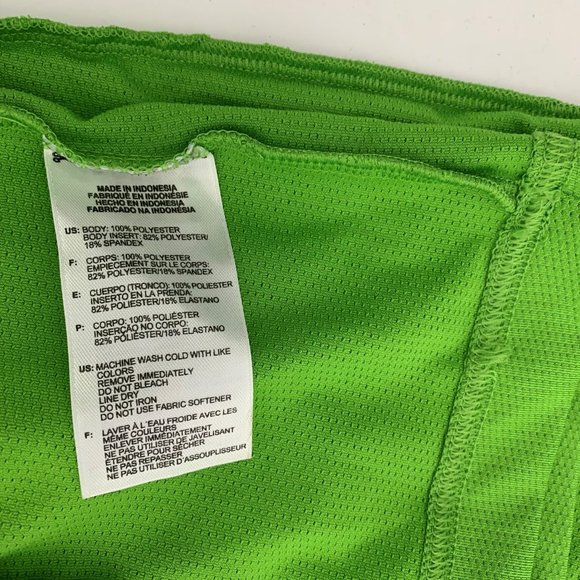 MADE IN INDONESIA
FABRIQUÉ EN INDONÉSIE
HECHO EN INDONESIA
FABRICADO NA INDONÉSIA
US: BODY: 100% POLYESTER
BODY INSERT: 82% POLYESTER/
18% SPANDEX
F: CORPS: 100% POLYESTER
EMPIECEMENT SUR LE CORPS:
82% POLYESTER/18% SPANDEX
E: CUERPO (TRONCO): 100% POLIESTER
INSERTO EN LA PRENDA:
82% POLIESTER/18% ELASTANO
P: CORPO: 100% POLIÉSTER
INSERÇÃO NO CORPO:
82% POLIÉSTER/18% ELASTANO
US: MACHINE WASH COLD WITH LIKE
COLORS
REMOVE IMMEDIATELY
DO NOT BLEACH
LINE DRY
DO NOT IRON
DO NOT USE FABRIC SOFTENER
F: LAVER À L'EAU FROIDE AVEC LES
MÊME COULEURS
ENLEVER IMMÉDIATEMENT
NE PAS UTILISER DE JAVELISANT
ÉTENDRE POUR SÉCHER
NE PAS REPASSER
NE PAS UTILISER D'ASSOUPLISSEUR